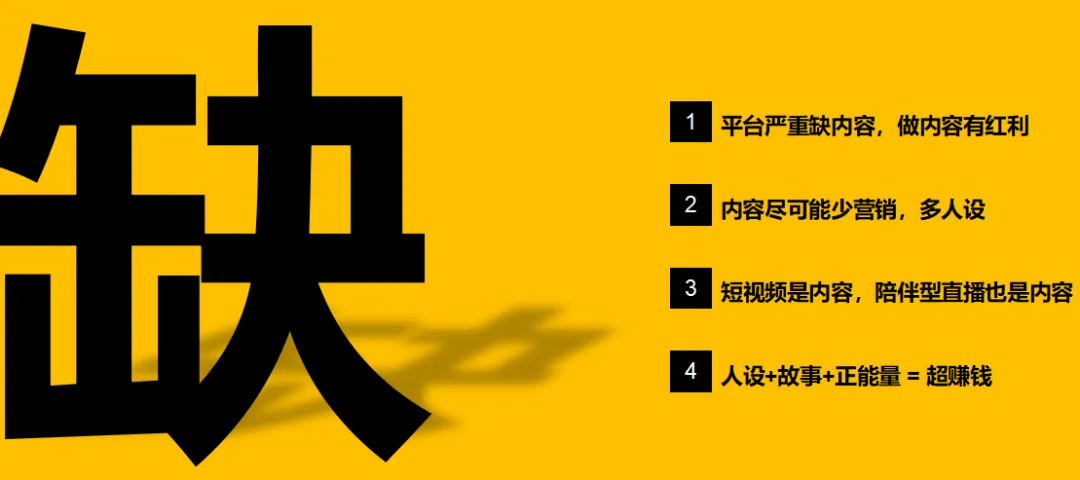 缺
1 平台严重缺内容，做内容有红利
2 内容尽可能少营销，多人设
3 短视频是内容，陪伴型直播也是内容
4 人设+故事+正能量 = 超赚钱